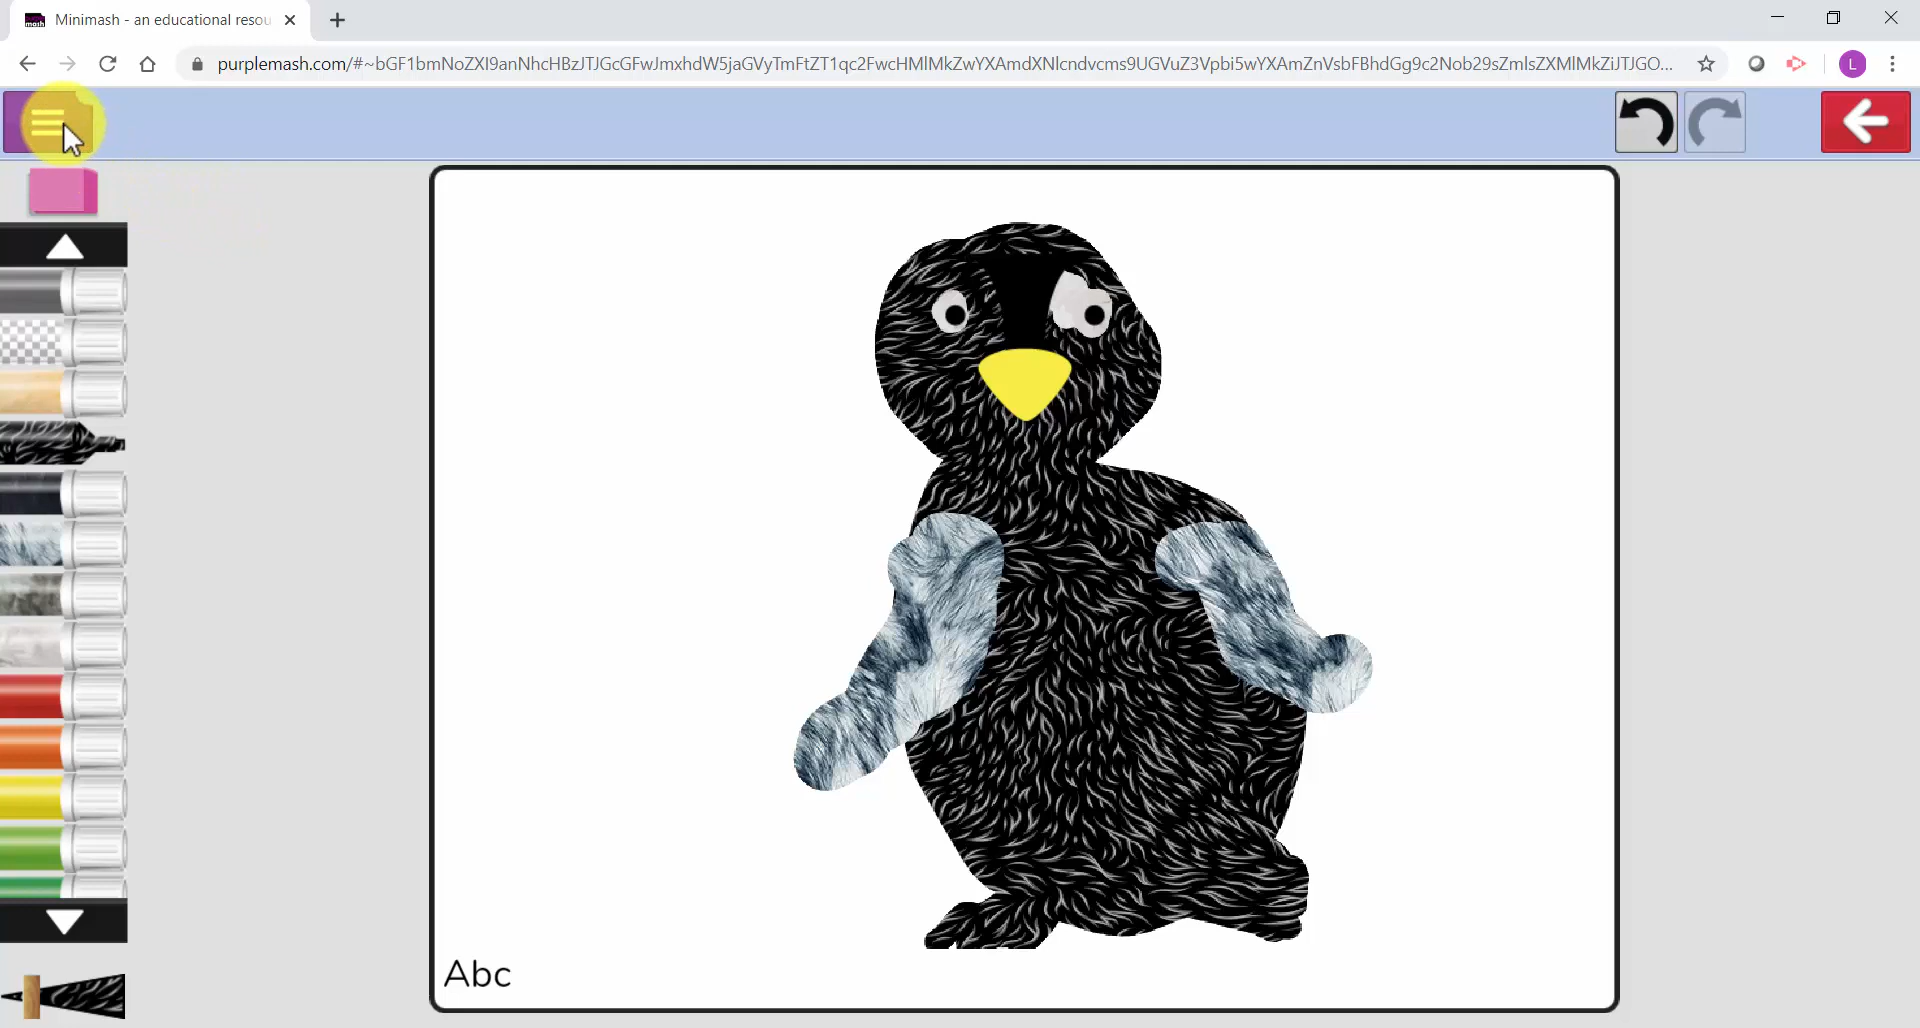 Minimash - an educational resou
purplemash.com/#~bGF1bmNoZXI9anNhcHBzJTJGcGFwJmxhdW5jaGVyTmFtZT1qc2FwcHMlMkZwYXAmdXNlcndvcms9UGVuZ3Vpbi5wYXAmZnVsbFBhdGg9c2Nob29sZmlsZXMlMkZiJTJGO...
L
Abc